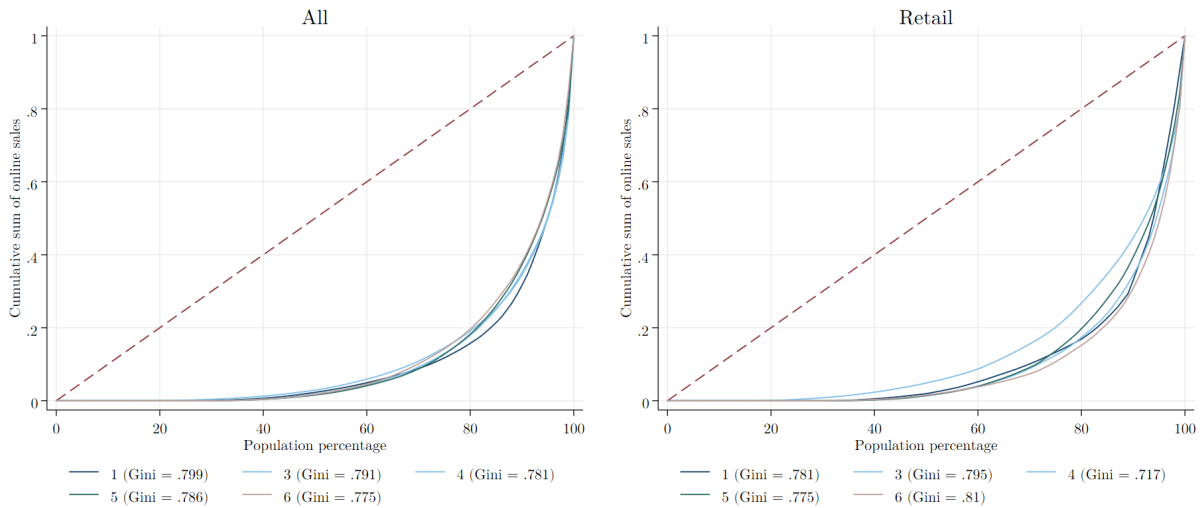 All
Cumulative sum of online sales
1
.8
.6
.4
.2
0
0 20 40 60 80 100
Population percentage
1 (Gini = .799) 3 (Gini = .791) 4 (Gini = .781)
5 (Gini = .786) 6 (Gini = .775)
Retail
Cumulative sum of online sales
1
.8
.6
.4
.2
0
0 20 40 60 80 100
Population percentage
1 (Gini = .781) 3 (Gini = .795) 4 (Gini = .717)
5 (Gini = .775) 6 (Gini = .81)